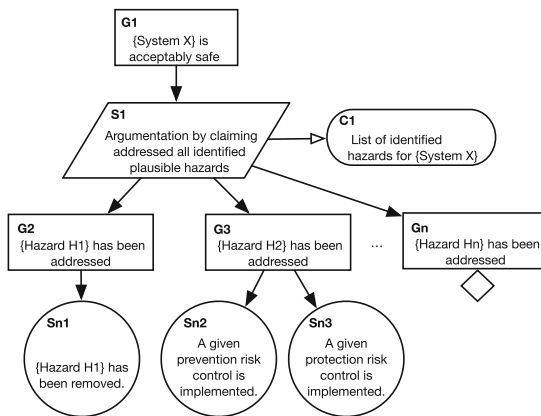 G1
{System X} is
acceptably safe
S1
Argumentation by claiming
addressed all identified
plausible hazards
C1
List of identified
hazards for {System X}
G2
{Hazard H1} has been
addressed
G3
{Hazard H2} has been
addressed
...
Gn
{Hazard Hn} has been
addressed
Sn1
{Hazard H1} has
been removed.
Sn2
A given
prevention risk
control is
implemented.
Sn3
A given
protection risk
control is
implemented.